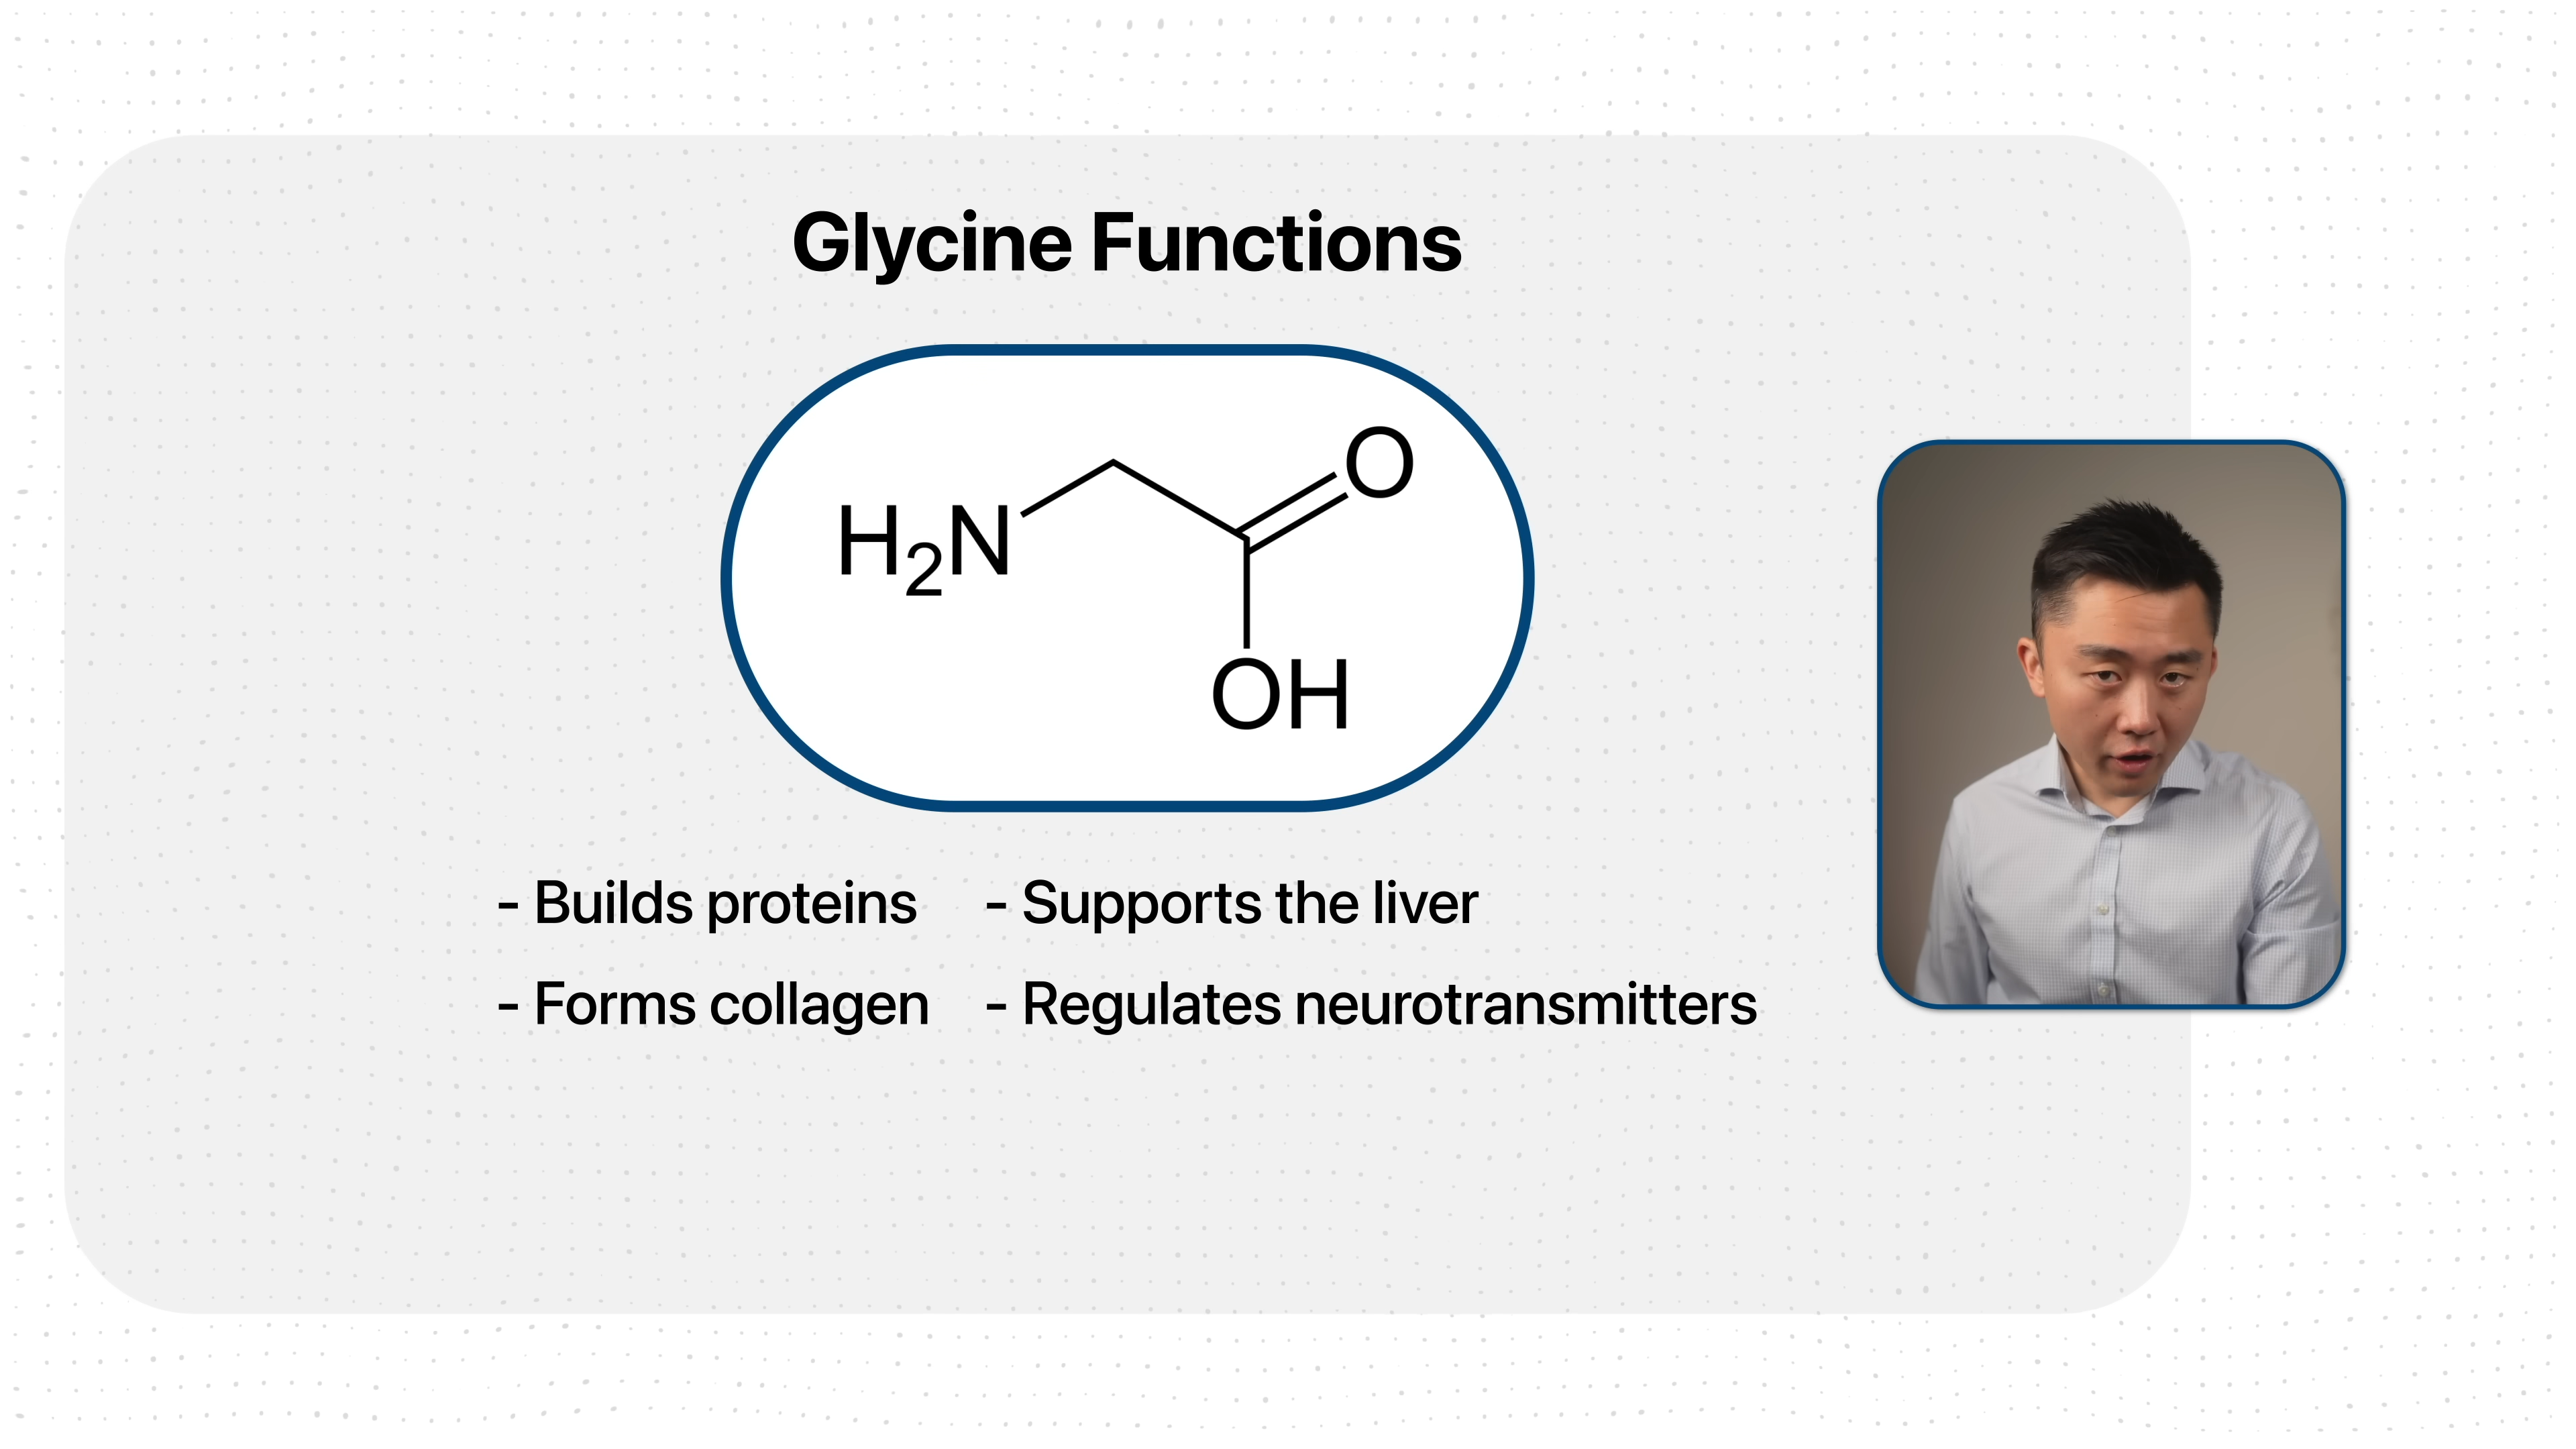 Glycine Functions
H₂N
O
OH
- Builds proteins
- Forms collagen
- Supports the liver
- Regulates neurotransmitters